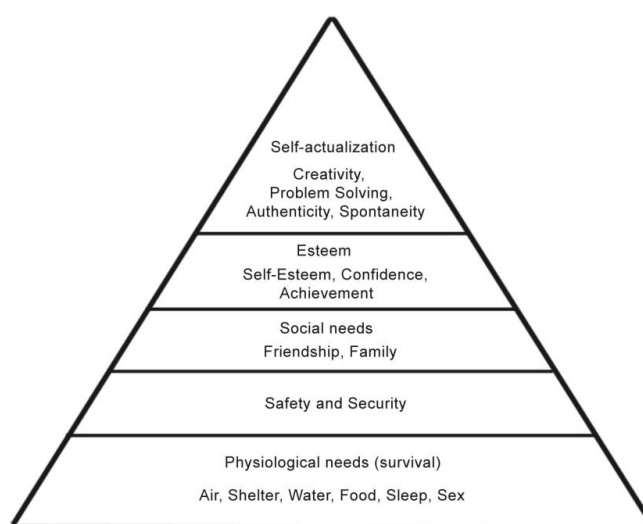 Self-actualization
Creativity,
Problem Solving,
Authenticity, Spontaneity
Esteem
Self-Esteem, Confidence,
Achievement
Social needs
Friendship, Family
Safety and Security
Physiological needs (survival)
Air, Shelter, Water, Food, Sleep, Sex